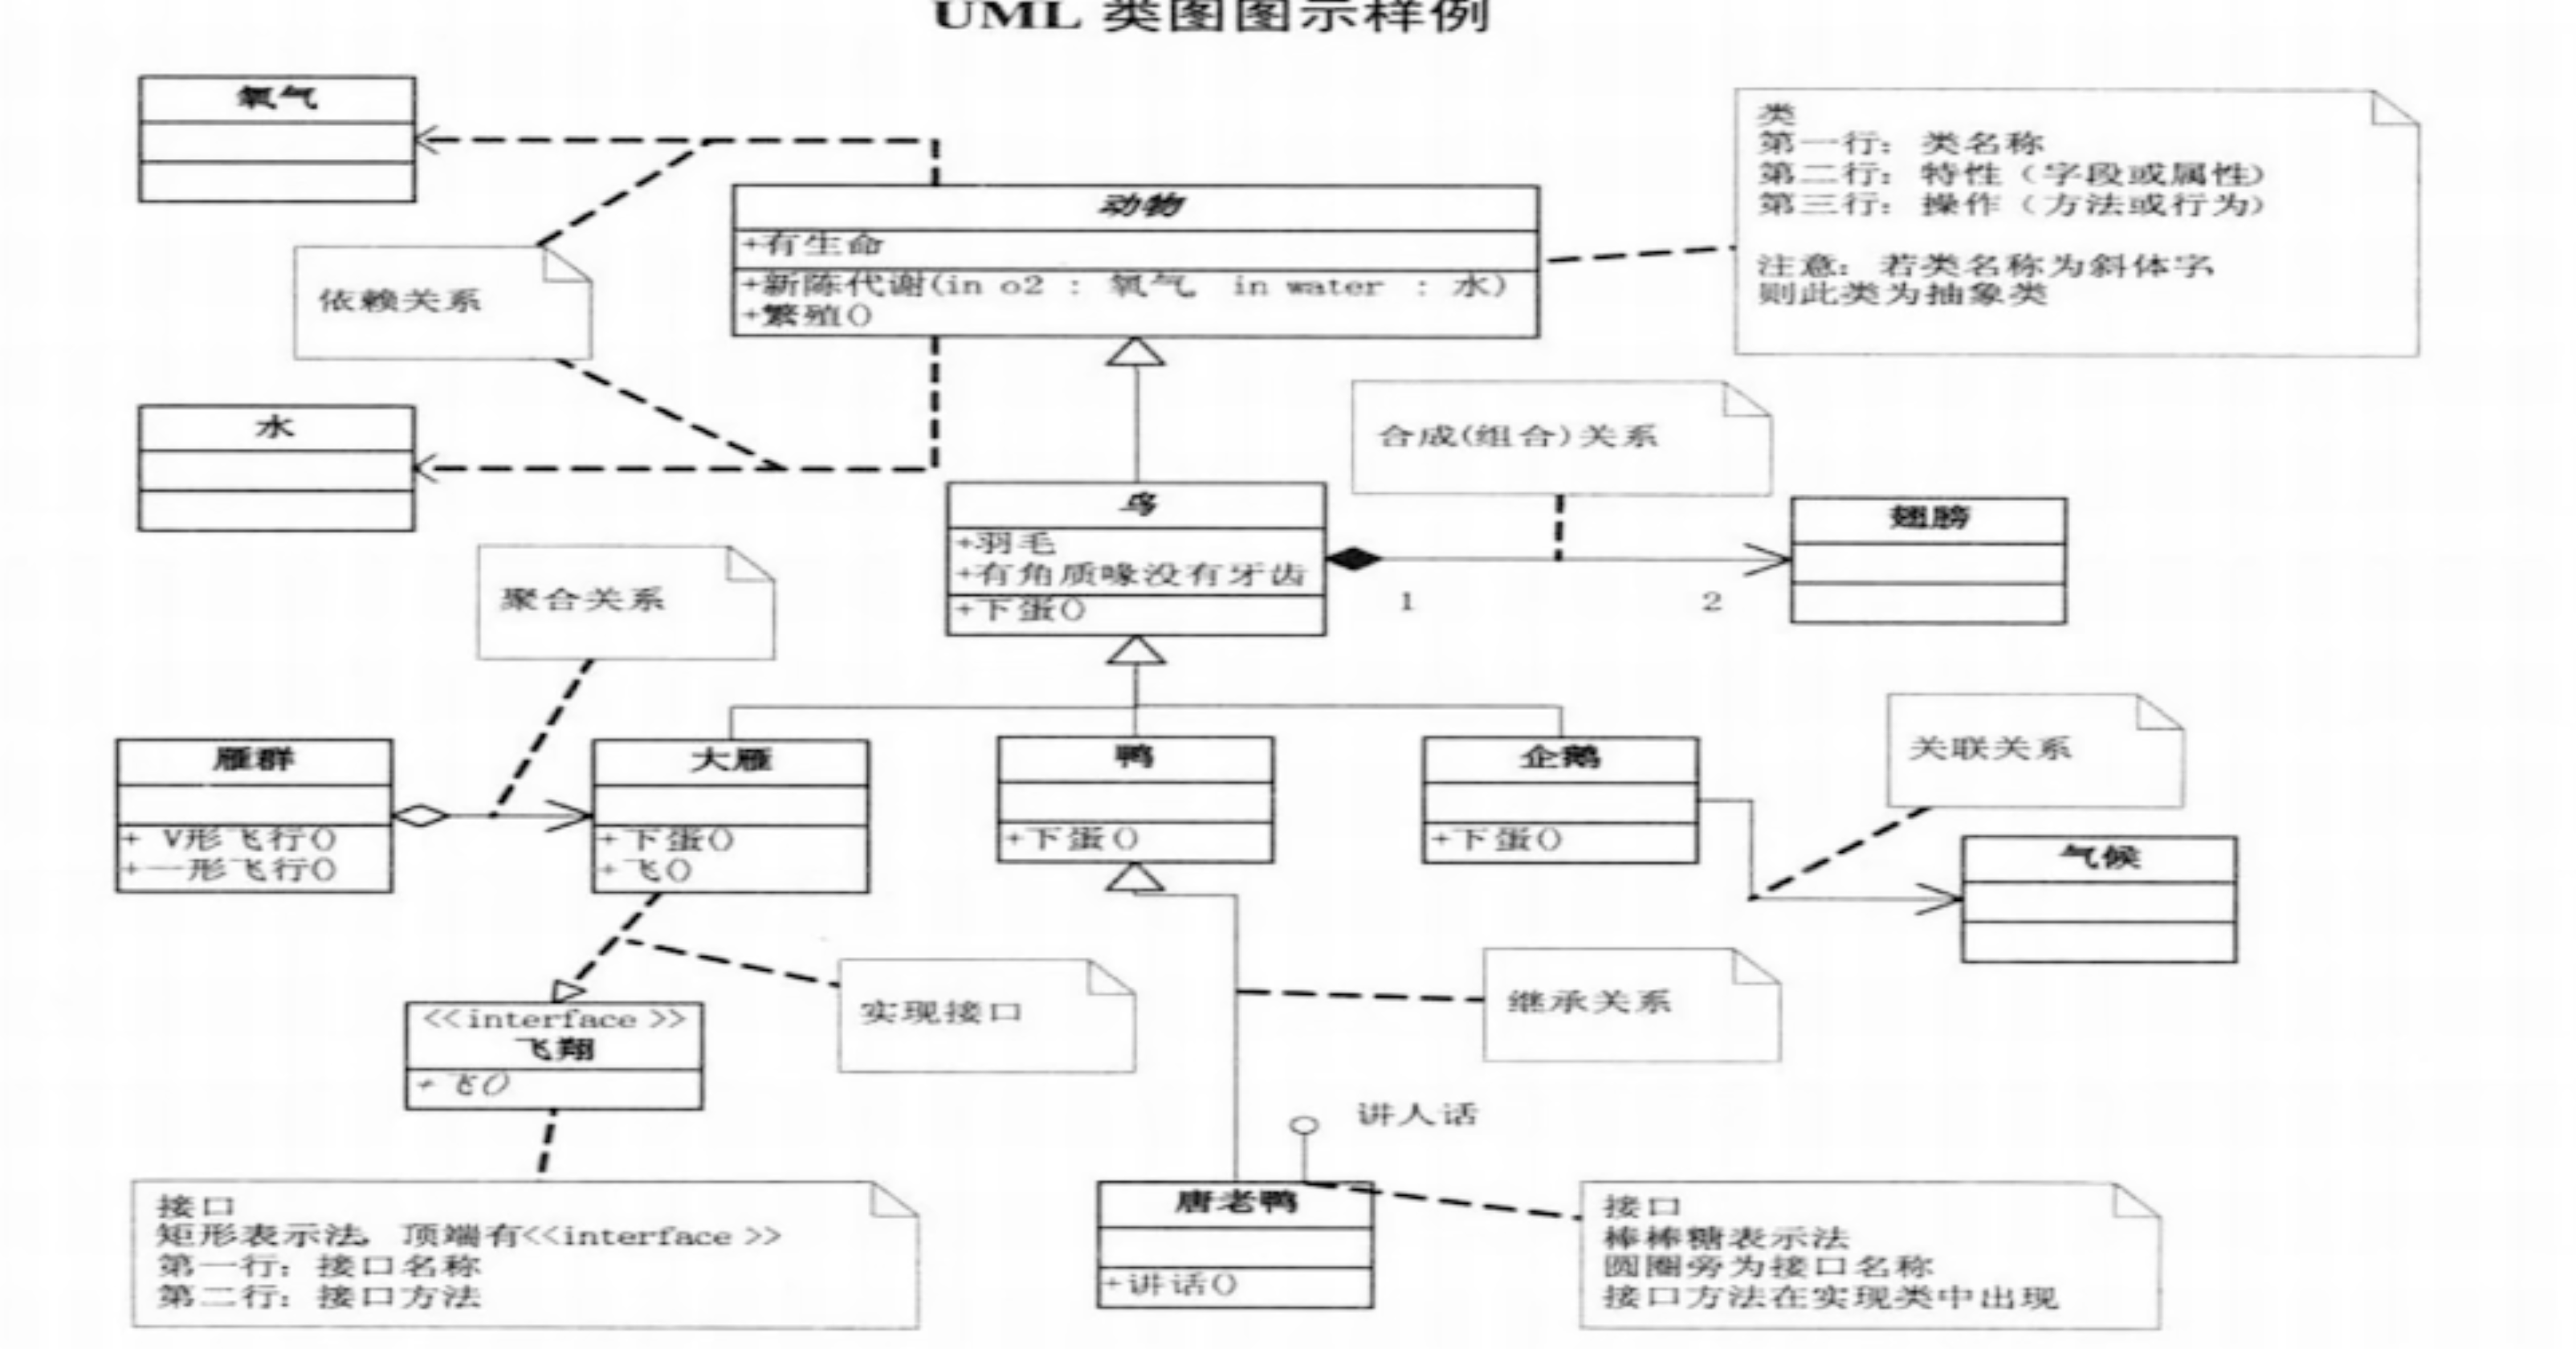 UML 类图图示样例
氧气
类
第一行：类名称
第二行：特性（字段或属性）
第三行：操作（方法或行为）
注意：若类名称为斜体字，
则此类为抽象类
动物
+有生命
+新陈代谢(in o2 : 氧气, in water : 水)
+繁殖()
依赖关系
水
合成(组合)关系
鸟
+羽毛
+有角质喙没有牙齿
+下蛋()
1
2
翅膀
聚合关系
雁群
+ V形飞行()
+一形飞行()
大雁
+下蛋()
+飞()
鸭
+下蛋()
企鹅
+下蛋()
关联关系
气候
实现接口
继承关系
<<interface >>
飞翔
+飞()
讲人话
唐老鸭
+讲话()
接口
矩形表示法，顶端有<<interface >>
第一行：接口名称
第二行：接口方法
接口
棒棒糖表示法
圆圈旁为接口名称
接口方法在实现类中出现